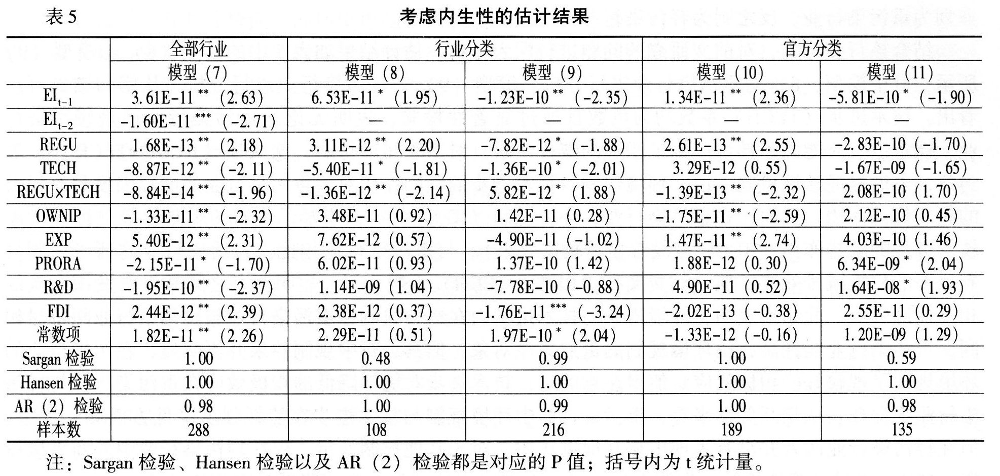 表5 考虑内生性的估计结果
全部行业 行业分类 官方分类
模型 (7) 模型 (8) 模型 (9) 模型 (10) 模型 (11)
EIt-1 3.61E-11** (2.63) 6.53E-11* (1.95) -1.23E-10** (-2.35) 1.34E-11** (2.36) -5.81E-10* (-1.90)
EIt-2 -1.60E-11*** (-2.71) — — — —
REGU 1.68E-13** (2.18) 3.11E-12** (2.20) -7.82E-12* (-1.88) 2.61E-13** (2.55) -2.83E-10 (-1.70)
TECH -8.87E-12** (-2.11) -5.40E-11* (-1.81) -1.36E-10* (-2.01) 3.29E-12 (0.55) -1.67E-09 (-1.65)
REGU×TECH -8.84E-14** (-1.96) -1.36E-12** (-2.14) 5.82E-12* (1.88) -1.39E-13** (-2.32) 2.08E-10 (1.70)
OWNIP -1.33E-11** (-2.32) 3.48E-11 (0.92) 1.42E-11 (0.28) -1.75E-11** (-2.59) 2.12E-10 (0.45)
EXP 5.40E-12** (2.31) 7.62E-12 (0.57) -4.90E-11 (-1.02) 1.47E-11** (2.74) 4.03E-10 (1.46)
PRORA -2.15E-11* (-1.70) 6.02E-11 (0.93) 1.37E-10 (1.42) 1.88E-12 (0.30) 6.34E-09* (2.04)
R&D -1.95E-10** (-2.37) 1.14E-09 (1.04) -7.78E-10 (-0.88) 4.90E-11 (0.52) 1.64E-08* (1.93)
FDI 2.44E-12** (2.39) 2.38E-12 (0.37) -1.76E-11*** (-3.24) -2.02E-13 (-0.38) 2.55E-11 (0.29)
常数项 1.82E-11** (2.26) 2.29E-11 (0.51) 1.97E-10* (2.04) -1.33E-12 (-0.16) 1.20E-09 (1.29)
Sargan 检验 1.00 0.48 0.99 1.00 0.59
Hansen 检验 1.00 1.00 1.00 1.00 1.00
AR (2) 检验 0.98 1.00 0.99 1.00 0.98
样本数 288 108 216 189 135
注：Sargan 检验、Hansen 检验以及 AR (2) 检验都是对应的 P 值；括号内为 t 统计量。